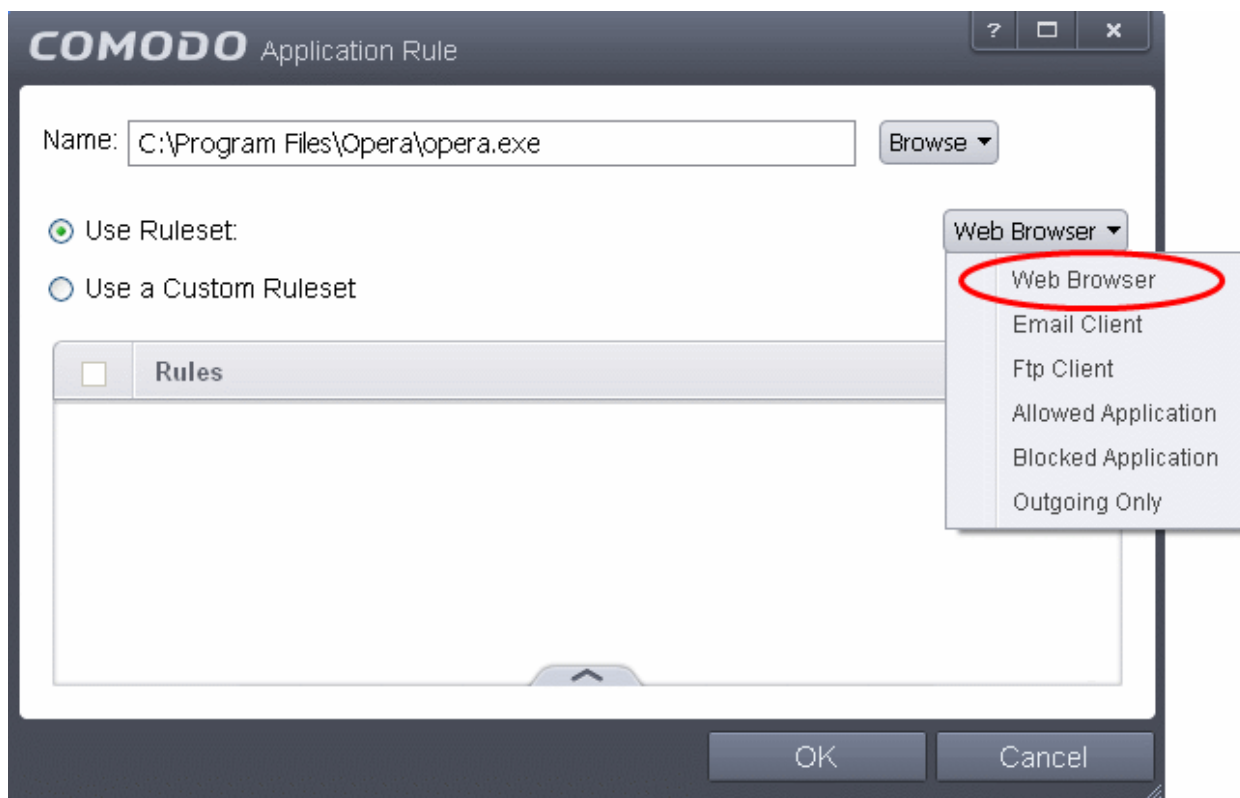 COMODO Application Rule
?
x
Name: C:\Program Files\Opera\opera.exe Browse
Use Ruleset: Web Browser
Use a Custom Ruleset
Web Browser
Email Client
Ftp Client
Allowed Application
Blocked Application
Outgoing Only
Rules
OK Cancel